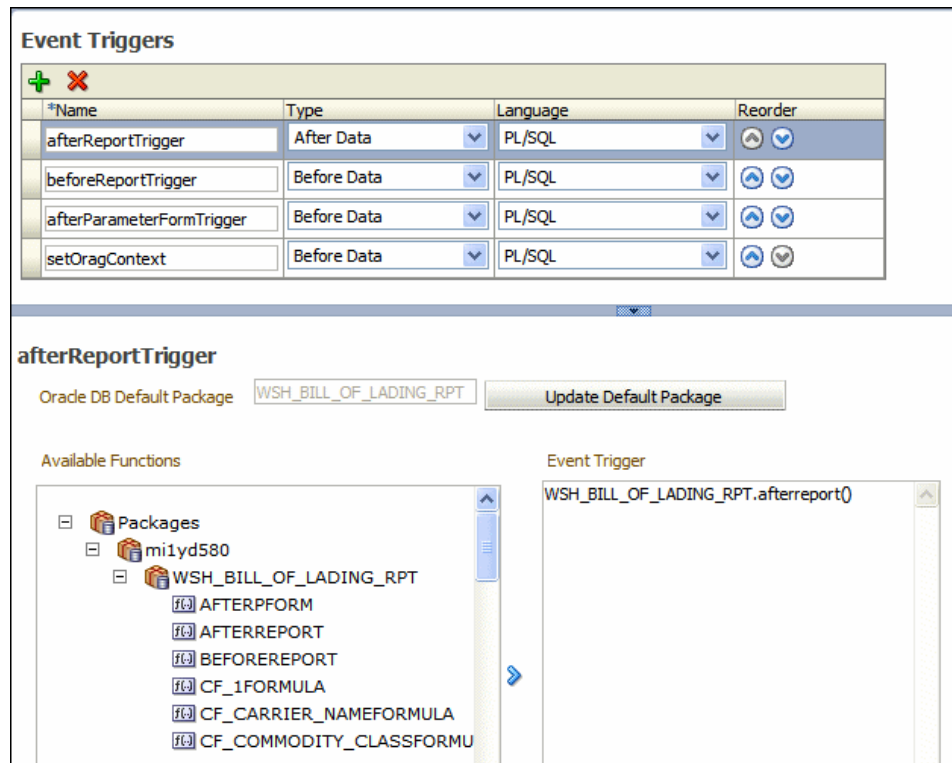 Event Triggers
*Name Type Language Reorder
afterReportTrigger After Data PL/SQL
beforeReportTrigger Before Data PL/SQL
afterParameterFormTrigger Before Data PL/SQL
setOragContext Before Data PL/SQL
afterReportTrigger
Oracle DB Default Package WSH_BILL_OF_LADING_RPT Update Default Package
Available Functions Event Trigger
WSH_BILL_OF_LADING_RPT.afterreport()
Packages
mi1yd580
WSH_BILL_OF_LADING_RPT
f(.) AFTERPFORM
f(.) AFTERREPORT
f(.) BEFOREREPORT
f(.) CF_1FORMULA
f(.) CF_CARRIER_NAMEFORMULA
f(.) CF_COMMODITY_CLASSFORMU